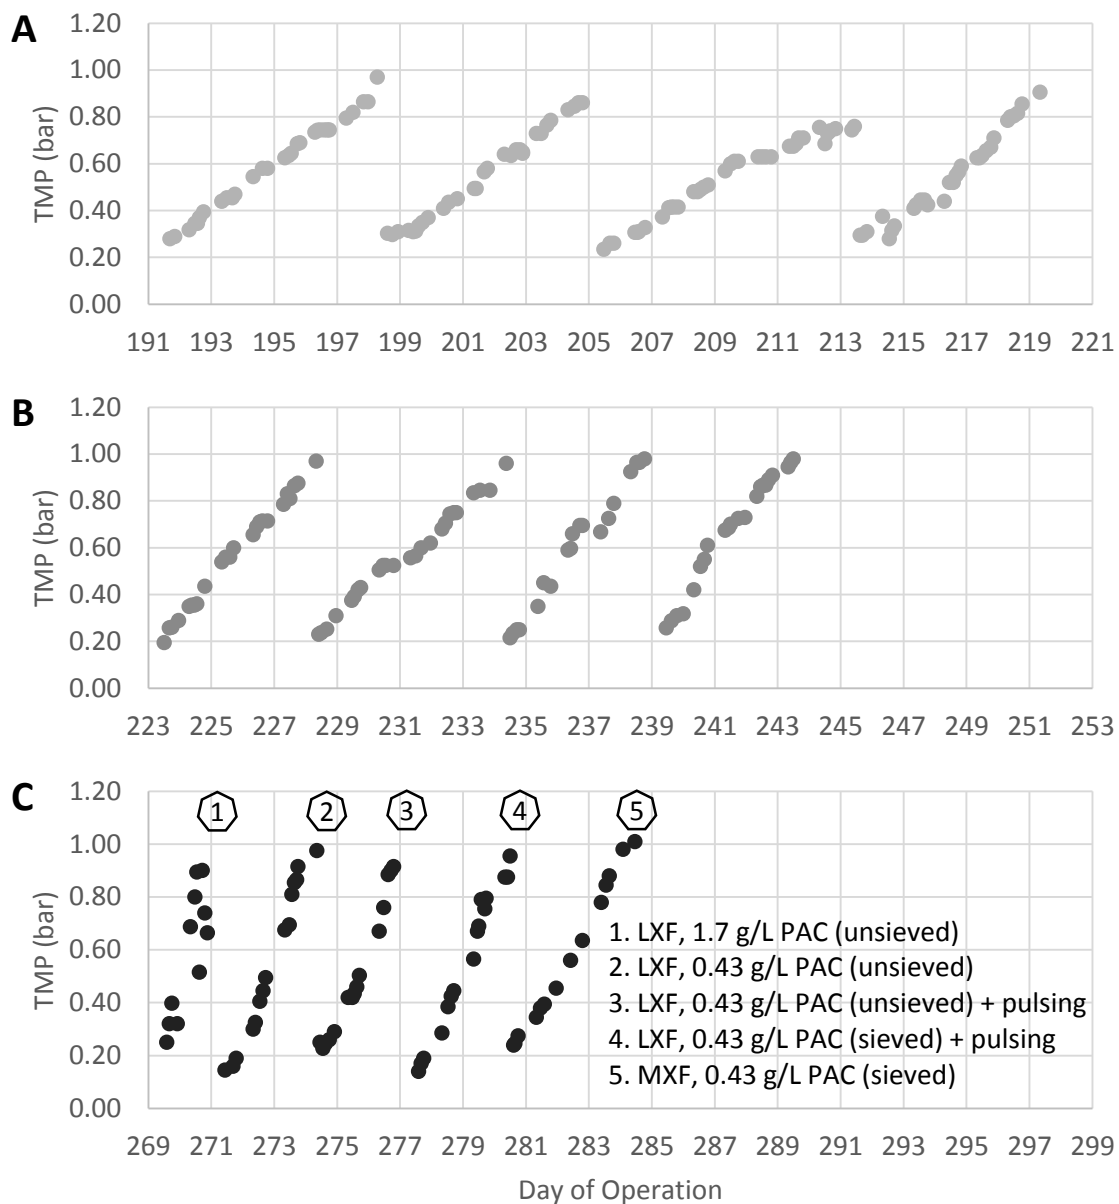 A
TMP (bar)
1.20
1.00
0.80
0.60
0.40
0.20
0.00
191 193 195 197 199 201 203 205 207 209 211 213 215 217 219 221
B
TMP (bar)
1.20
1.00
0.80
0.60
0.40
0.20
0.00
223 225 227 229 231 233 235 237 239 241 243 245 247 249 251 253
C
TMP (bar)
1.20
1.00
0.80
0.60
0.40
0.20
0.00
1 2 3 4 5
1. LXF, 1.7 g/L PAC (unsieved)
2. LXF, 0.43 g/L PAC (unsieved)
3. LXF, 0.43 g/L PAC (unsieved) + pulsing
4. LXF, 0.43 g/L PAC (sieved) + pulsing
5. MXF, 0.43 g/L PAC (sieved)
269 271 273 275 277 279 281 283 285 287 289 291 293 295 297 299
Day of Operation